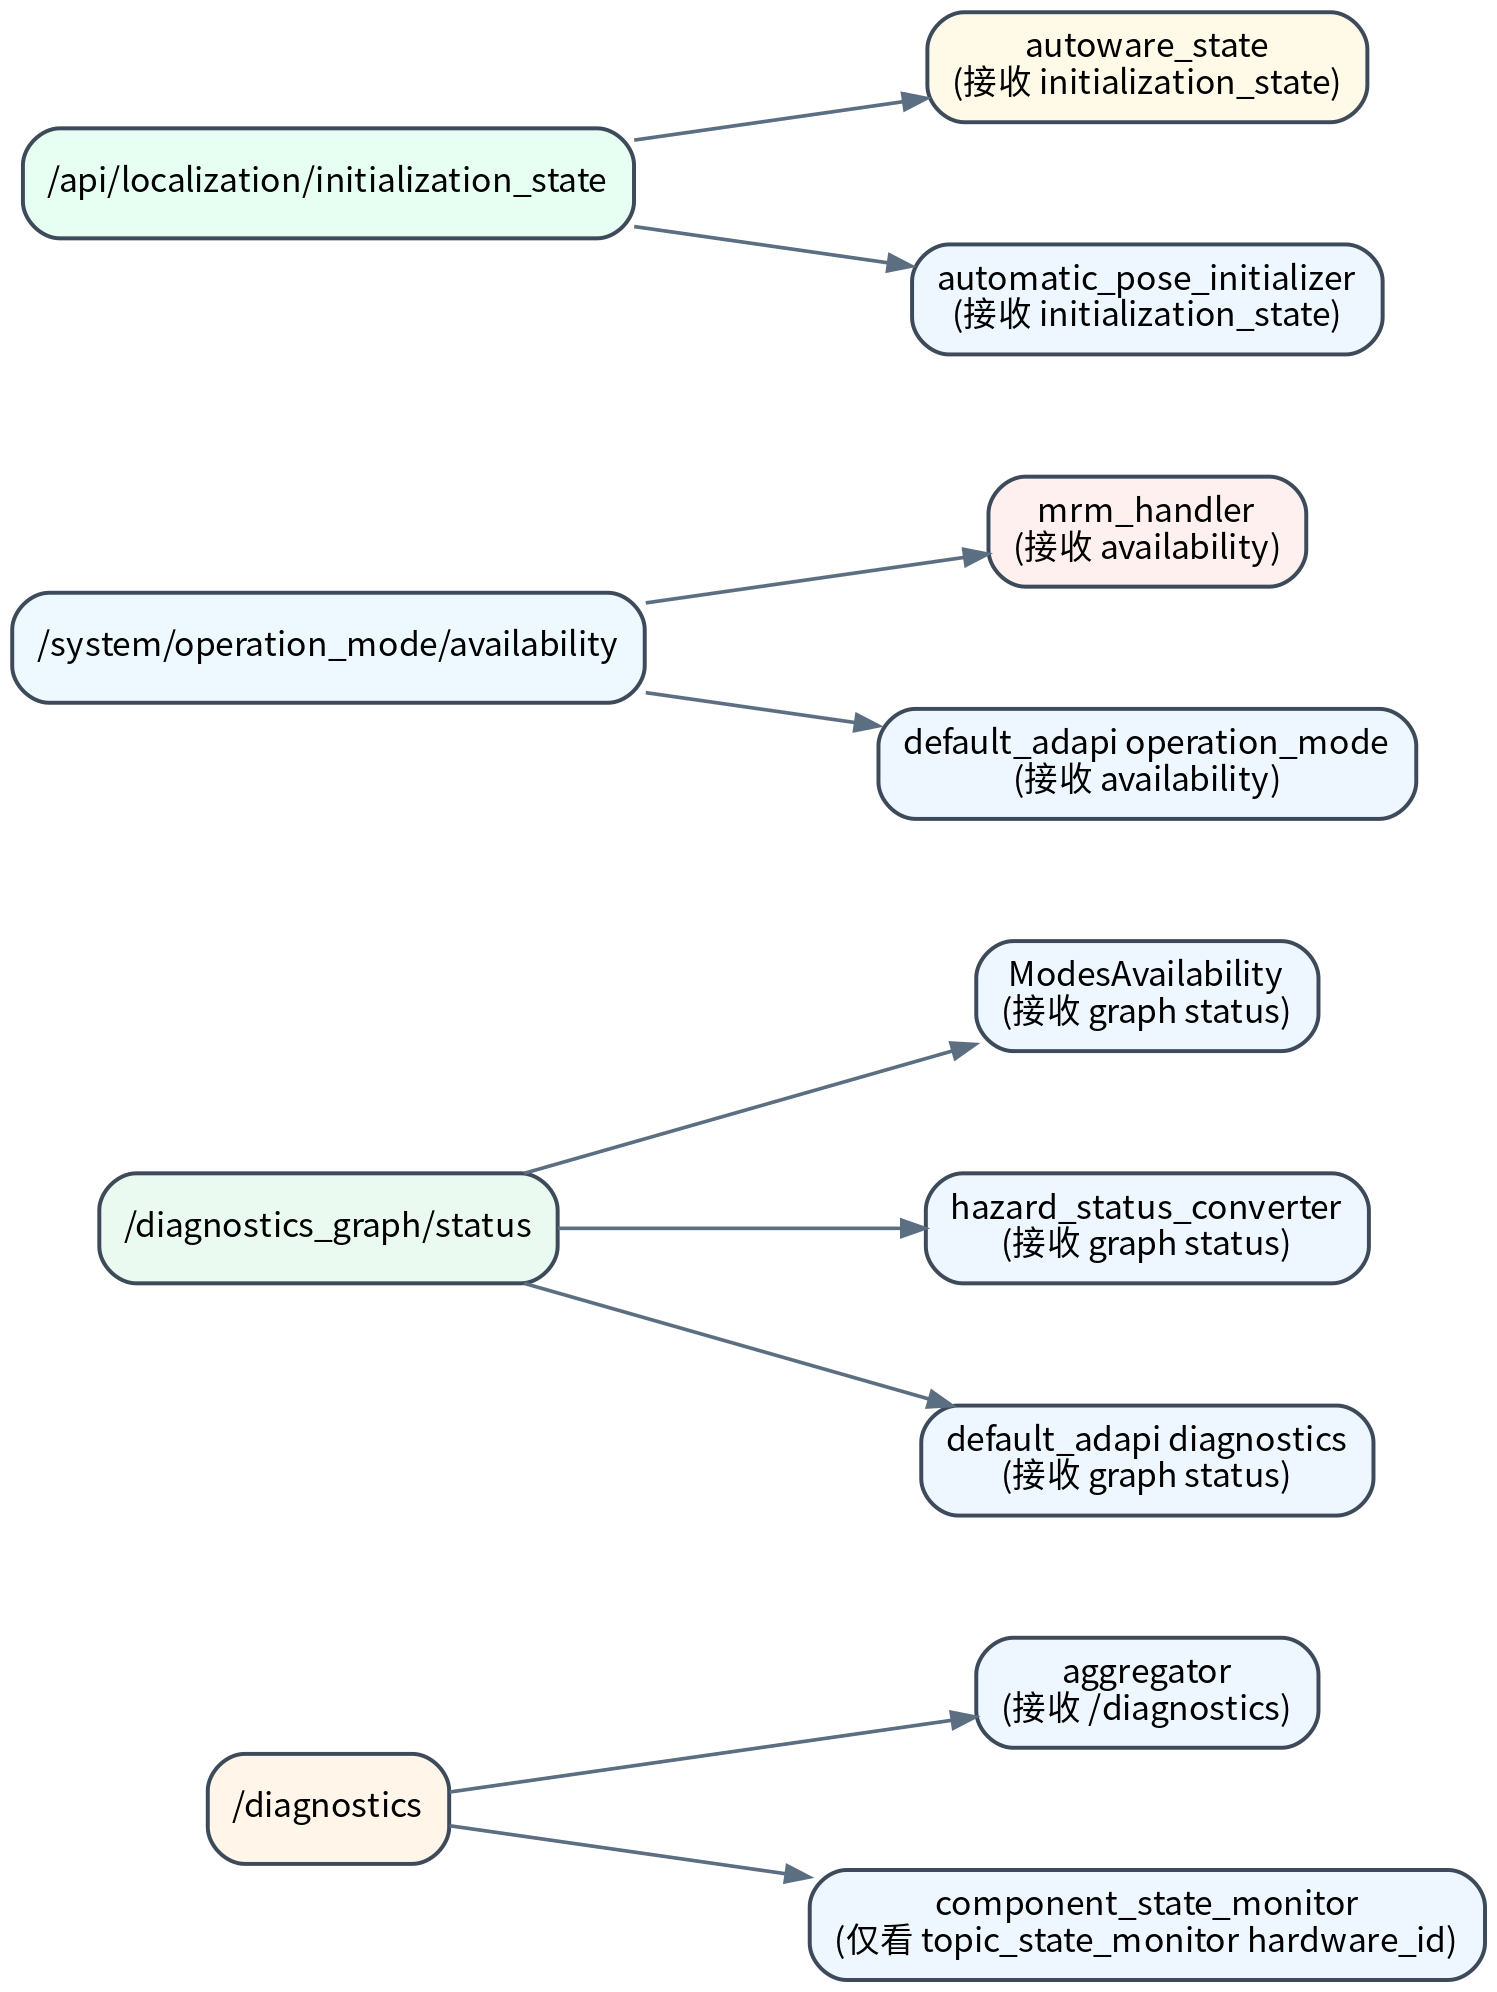 autoware_state
(接收 initialization_state)
/api/localization/initialization_state
automatic_pose_initializer
(接收 initialization_state)
mrm_handler
(接收 availability)
/system/operation_mode/availability
default_adapi operation_mode
(接收 availability)
ModesAvailability
(接收 graph status)
/diagnostics_graph/status
hazard_status_converter
(接收 graph status)
default_adapi diagnostics
(接收 graph status)
aggregator
(接收 /diagnostics)
/diagnostics
component_state_monitor
(仅看 topic_state_monitor hardware_id)